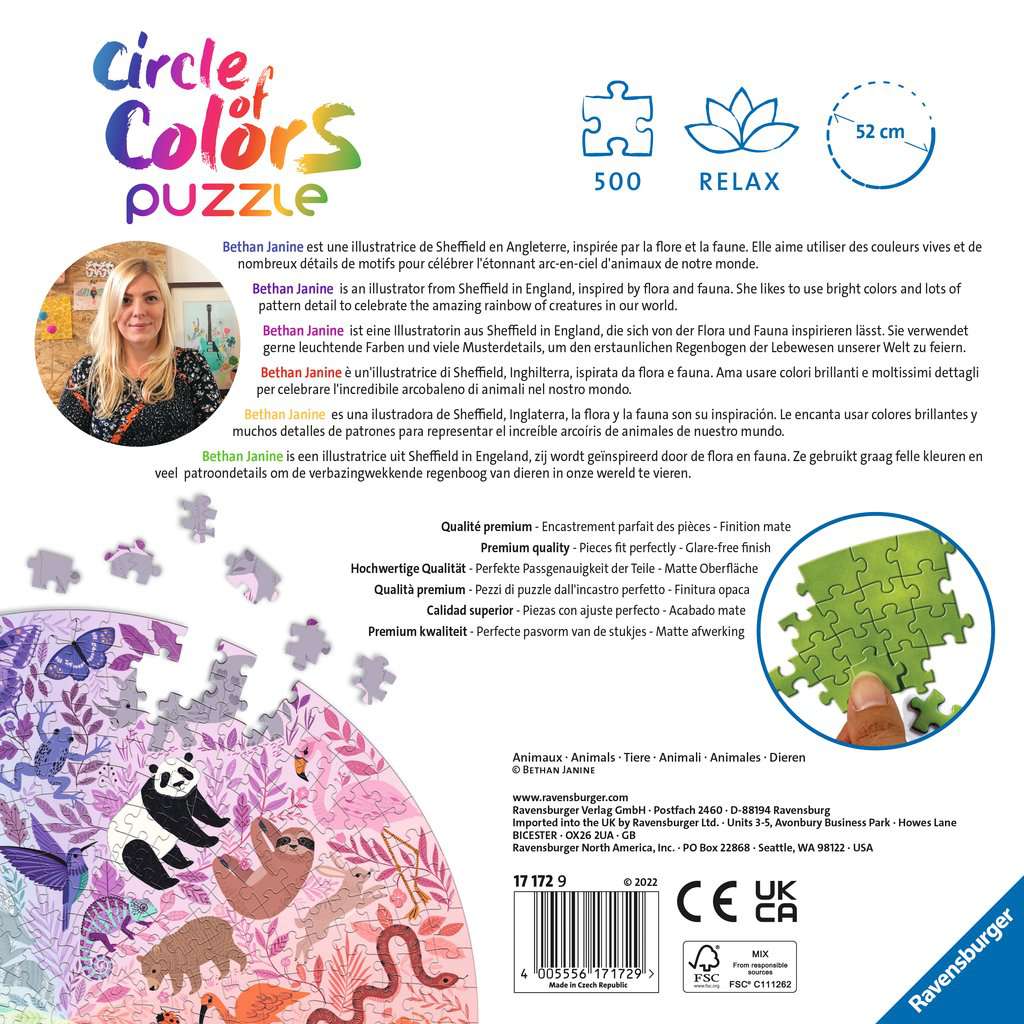 Circle
of
Colors
puzzle
500
RELAX
52 cm
Bethan Janine est une illustratrice de Sheffield en Angleterre, inspirée par la flore et la faune. Elle aime utiliser des couleurs vives et de
nombreux détails de motifs pour célébrer l'étonnant arc-en-ciel d'animaux de notre monde.
Bethan Janine is an illustrator from Sheffield in England, inspired by flora and fauna. She likes to use bright colors and lots of
pattern detail to celebrate the amazing rainbow of creatures in our world.
Bethan Janine ist eine Illustratorin aus Sheffield in England, die sich von der Flora und Fauna inspirieren lässt. Sie verwendet
gerne leuchtende Farben und viele Musterdetails, um den erstaunlichen Regenbogen der Lebewesen unserer Welt zu feiern.
Bethan Janine è un'illustratrice di Sheffield, Inghilterra, ispirata da flora e fauna. Ama usare colori brillanti e moltissimi dettagli
per celebrare l'incredibile arcobaleno di animali nel nostro mondo.
Bethan Janine es una ilustradora de Sheffield, Inglaterra, la flora y la fauna son su inspiración. Le encanta usar colores brillantes y
muchos detalles de patrones para representar el increíble arcoíris de animales de nuestro mundo.
Bethan Janine is een illustratrice uit Sheffield in Engeland, zij wordt geïnspireerd door de flora en fauna. Ze gebruikt graag felle kleuren en
veel patroondetails om de verbazingwekkende regenboog van dieren in onze wereld te vieren.
Qualité premium - Encastrement parfait des pièces - Finition mate
Premium quality - Pieces fit perfectly - Glare-free finish
Hochwertige Qualität - Perfekte Passgenauigkeit der Teile - Matte Oberfläche
Qualità premium - Pezzi di puzzle dall'incastro perfetto - Finitura opaca
Calidad superior - Piezas con ajuste perfecto - Acabado mate
Premium kwaliteit - Perfecte pasvorm van de stukjes - Matte afwerking
Animaux · Animals · Tiere · Animali · Animales · Dieren
© BETHAN JANINE
www.ravensburger.com
Ravensburger Verlag GmbH · Postfach 2460 · D-88194 Ravensburg
Imported into the UK by Ravensburger Ltd. · Units 3-5, Avonbury Business Park · Howes Lane
BICESTER · OX26 2UA · GB
Ravensburger North America, Inc. · PO Box 22868 · Seattle, WA 98122 · USA
17 172 9 © 2022
4 005556 171729 >
Made in Czech Republic
CE
UK
CA
FSC
www.fsc.org
MIX
From responsible
sources
FSC® C111262
Ravensburger